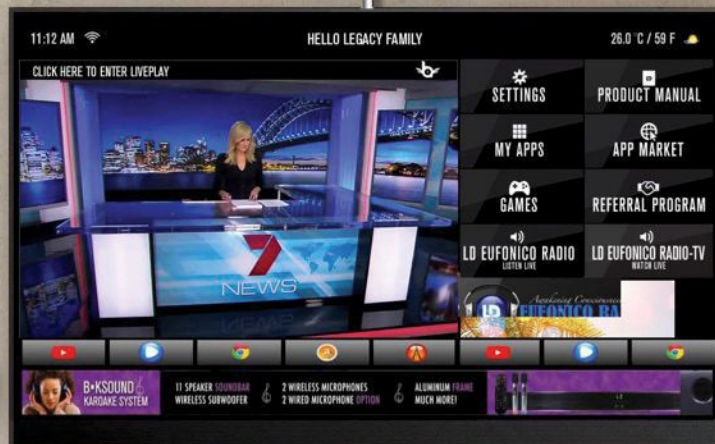 11:12 AM
HELLO LEGACY FAMILY
26.0 °C / 59 F
CLICK HERE TO ENTER LIVEPLAY
SETTINGS
PRODUCT MANUAL
MY APPS
APP MARKET
GAMES
REFERRAL PROGRAM
LD EUFONICO RADIO
LISTEN LIVE
LD EUFONICO RADIO-TV
WATCH LIVE
7
NEWS
Awakening Consciousness
LD
EUFONICO RA
B•KSOUND
KARAOKE SYSTEM
11 SPEAKER SOUNDBAR
WIRELESS SUBWOOFER
2 WIRELESS MICROPHONES
2 WIRED MICROPHONE OPTION
ALUMINUM FRAME
MUCH MORE!